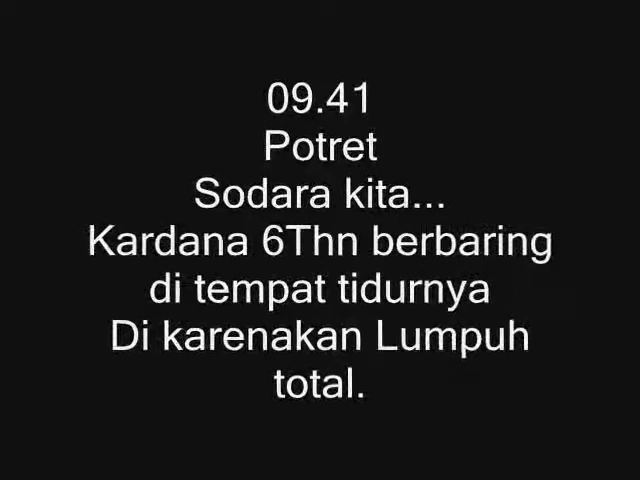 09.41
Potret
Sodara kita...
Kardana 6Thn berbaring
di tempat tidurnya
Di karenakan Lumpuh
total.